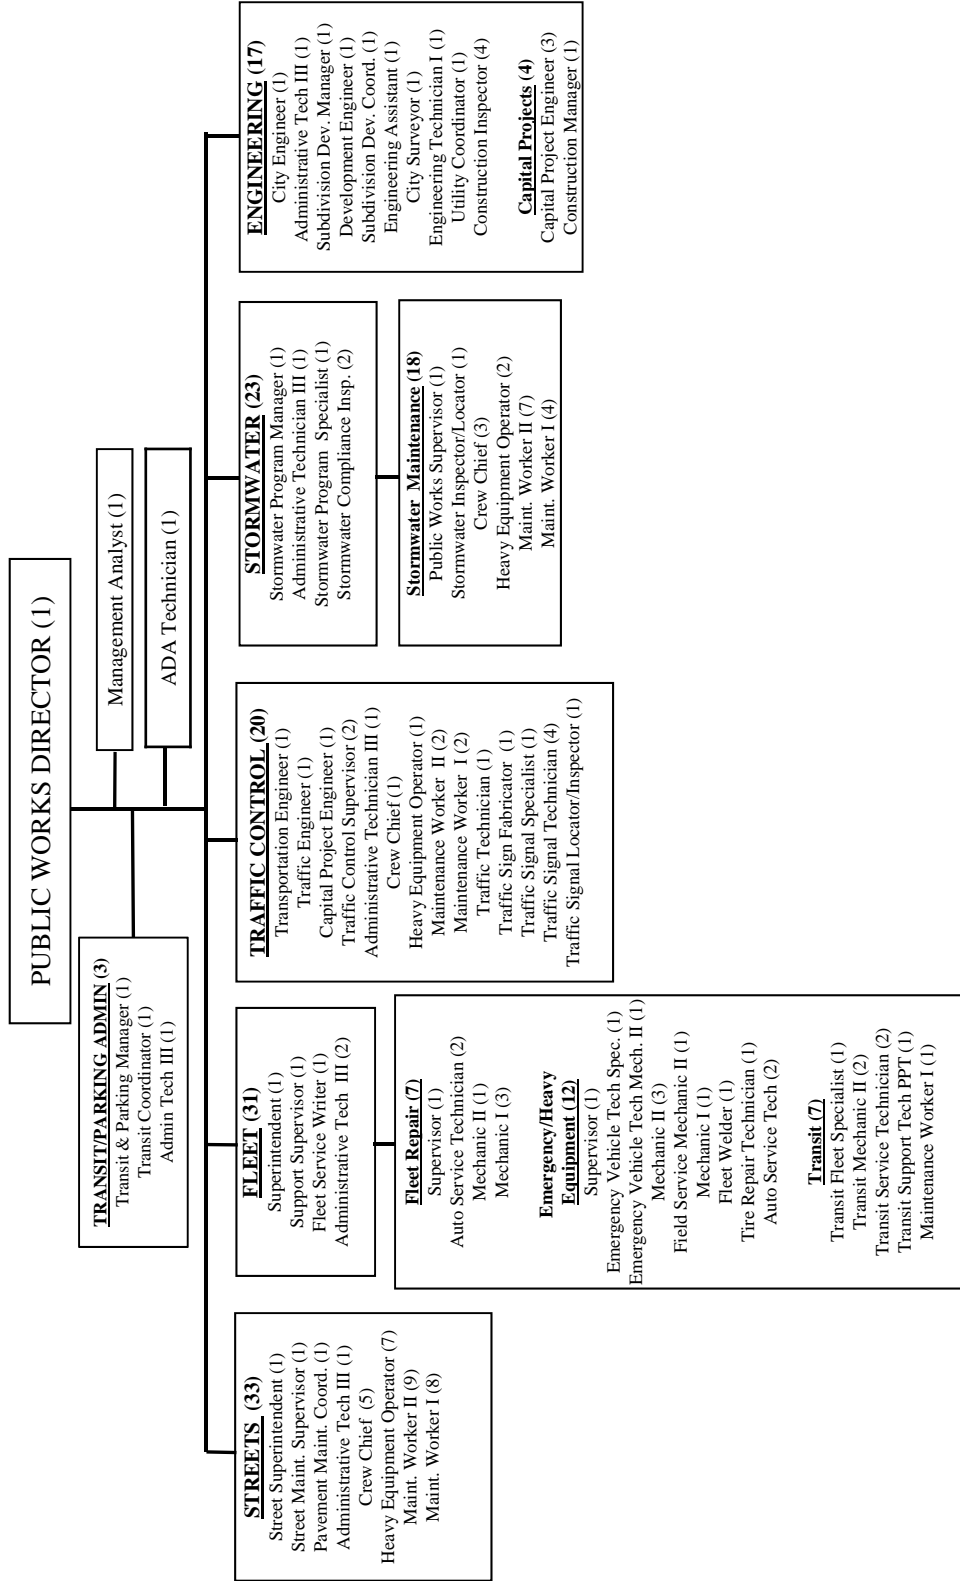 PUBLIC WORKS DIRECTOR (1)
Management Analyst (1)
ADA Technician (1)
TRANSIT/PARKING ADMIN (3)
Transit & Parking Manager (1)
Transit Coordinator (1)
Admin Tech III (1)
STREETS (33)
Street Superintendent (1)
Street Maint. Supervisor (1)
Pavement Maint. Coord. (1)
Administrative Tech III (1)
Crew Chief (5)
Heavy Equipment Operator (7)
Maint. Worker II (9)
Maint. Worker I (8)
FLEET (31)
Superintendent (1)
Support Supervisor (1)
Fleet Service Writer (1)
Administrative Tech III (2)
Fleet Repair (7)
Supervisor (1)
Auto Service Technician (2)
Mechanic II (1)
Mechanic I (3)
Emergency/Heavy
Equipment (12)
Supervisor (1)
Emergency Vehicle Tech Spec. (1)
Emergency Vehicle Tech Mech. II (1)
Mechanic II (3)
Field Service Mechanic II (1)
Mechanic I (1)
Fleet Welder (1)
Tire Repair Technician (1)
Auto Service Tech (2)
Transit (7)
Transit Fleet Specialist (1)
Transit Mechanic II (2)
Transit Service Technician (2)
Transit Support Tech PPT (1)
Maintenance Worker I (1)
TRAFFIC CONTROL (20)
Transportation Engineer (1)
Traffic Engineer (1)
Capital Project Engineer (1)
Traffic Control Supervisor (2)
Administrative Technician III (1)
Crew Chief (1)
Heavy Equipment Operator (1)
Maintenance Worker II (2)
Maintenance Worker I (2)
Traffic Technician (1)
Traffic Sign Fabricator (1)
Traffic Signal Specialist (1)
Traffic Signal Technician (4)
Traffic Signal Locator/Inspector (1)
STORMWATER (23)
Stormwater Program Manager (1)
Administrative Technician III (1)
Stormwater Program Specialist (1)
Stormwater Compliance Insp. (2)
Stormwater Maintenance (18)
Public Works Supervisor (1)
Stormwater Inspector/Locator (1)
Crew Chief (3)
Heavy Equipment Operator (2)
Maint. Worker II (7)
Maint. Worker I (4)
ENGINEERING (17)
City Engineer (1)
Administrative Tech III (1)
Subdivision Dev. Manager (1)
Development Engineer (1)
Subdivision Dev. Coord. (1)
Engineering Assistant (1)
City Surveyor (1)
Engineering Technician I (1)
Utility Coordinator (1)
Construction Inspector (4)
Capital Projects (4)
Capital Project Engineer (3)
Construction Manager (1)